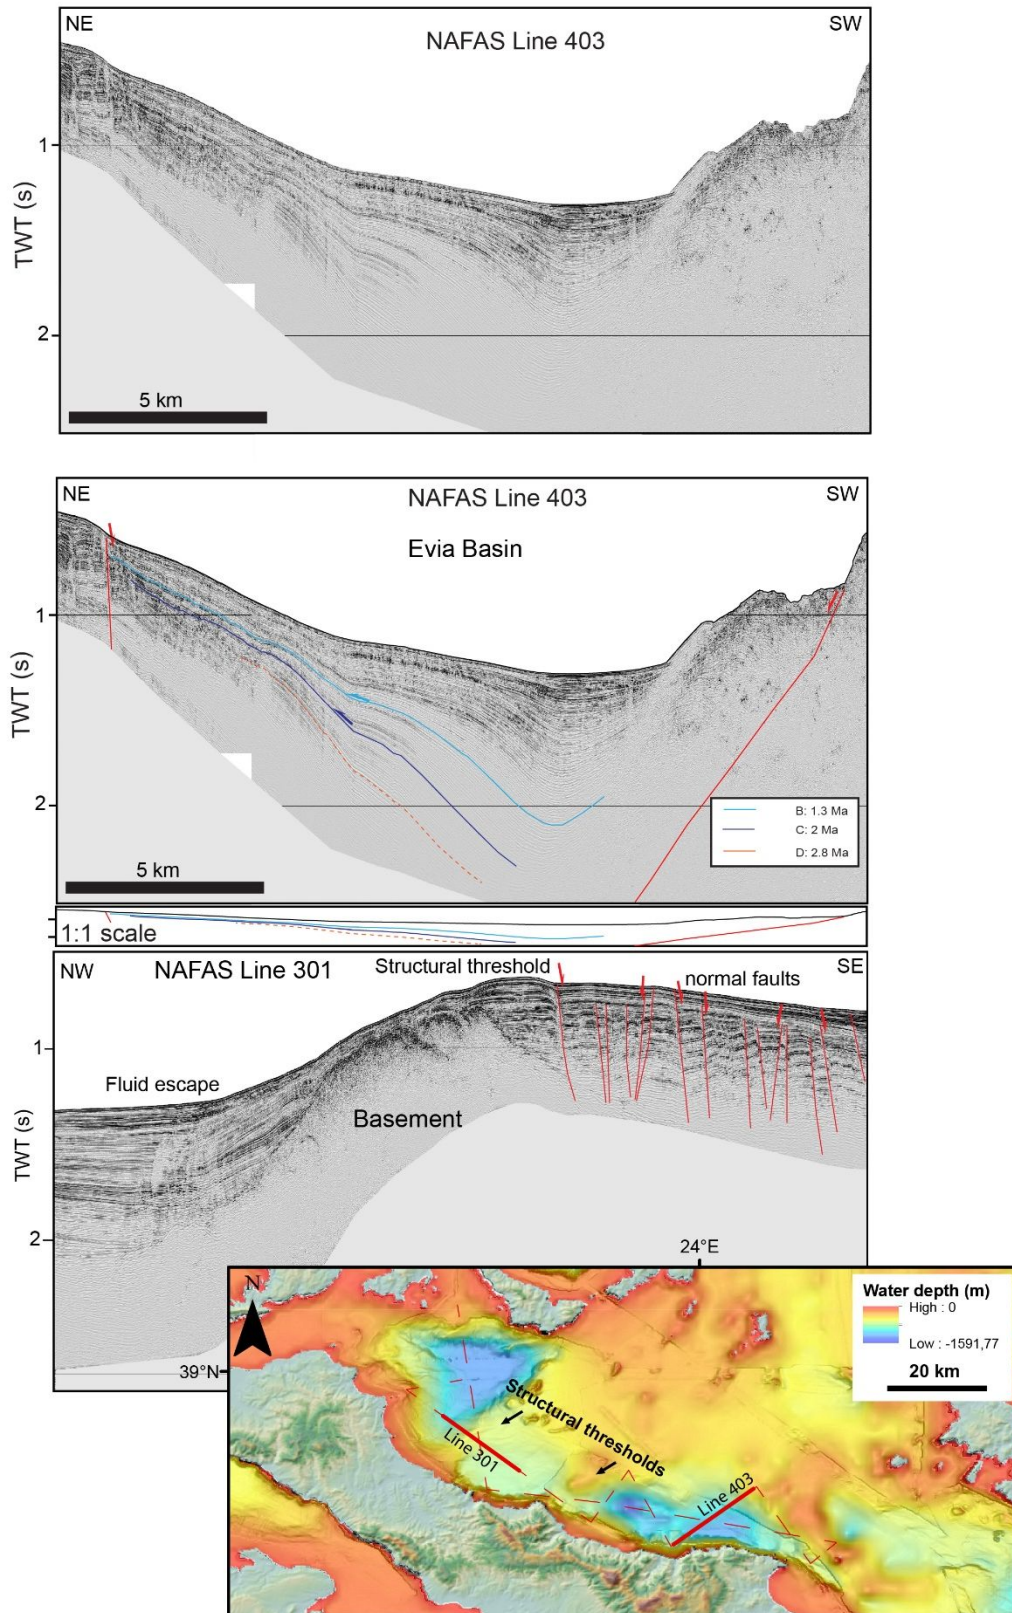 NE
NAFAS Line 403
SW
1
TWT (s)
2
5 km
NE
NAFAS Line 403
SW
Evia Basin
1
TWT (s)
2
B: 1.3 Ma
C: 2 Ma
D: 2.8 Ma
5 km
1:1 scale
NW
NAFAS Line 301
Structural threshold
normal faults
SE
1
Fluid escape
Basement
TWT (s)
2
24°E
N
Water depth (m)
High : 0
Low : -1591,77
20 km
39°N
Structural thresholds
Line 301
Line 403